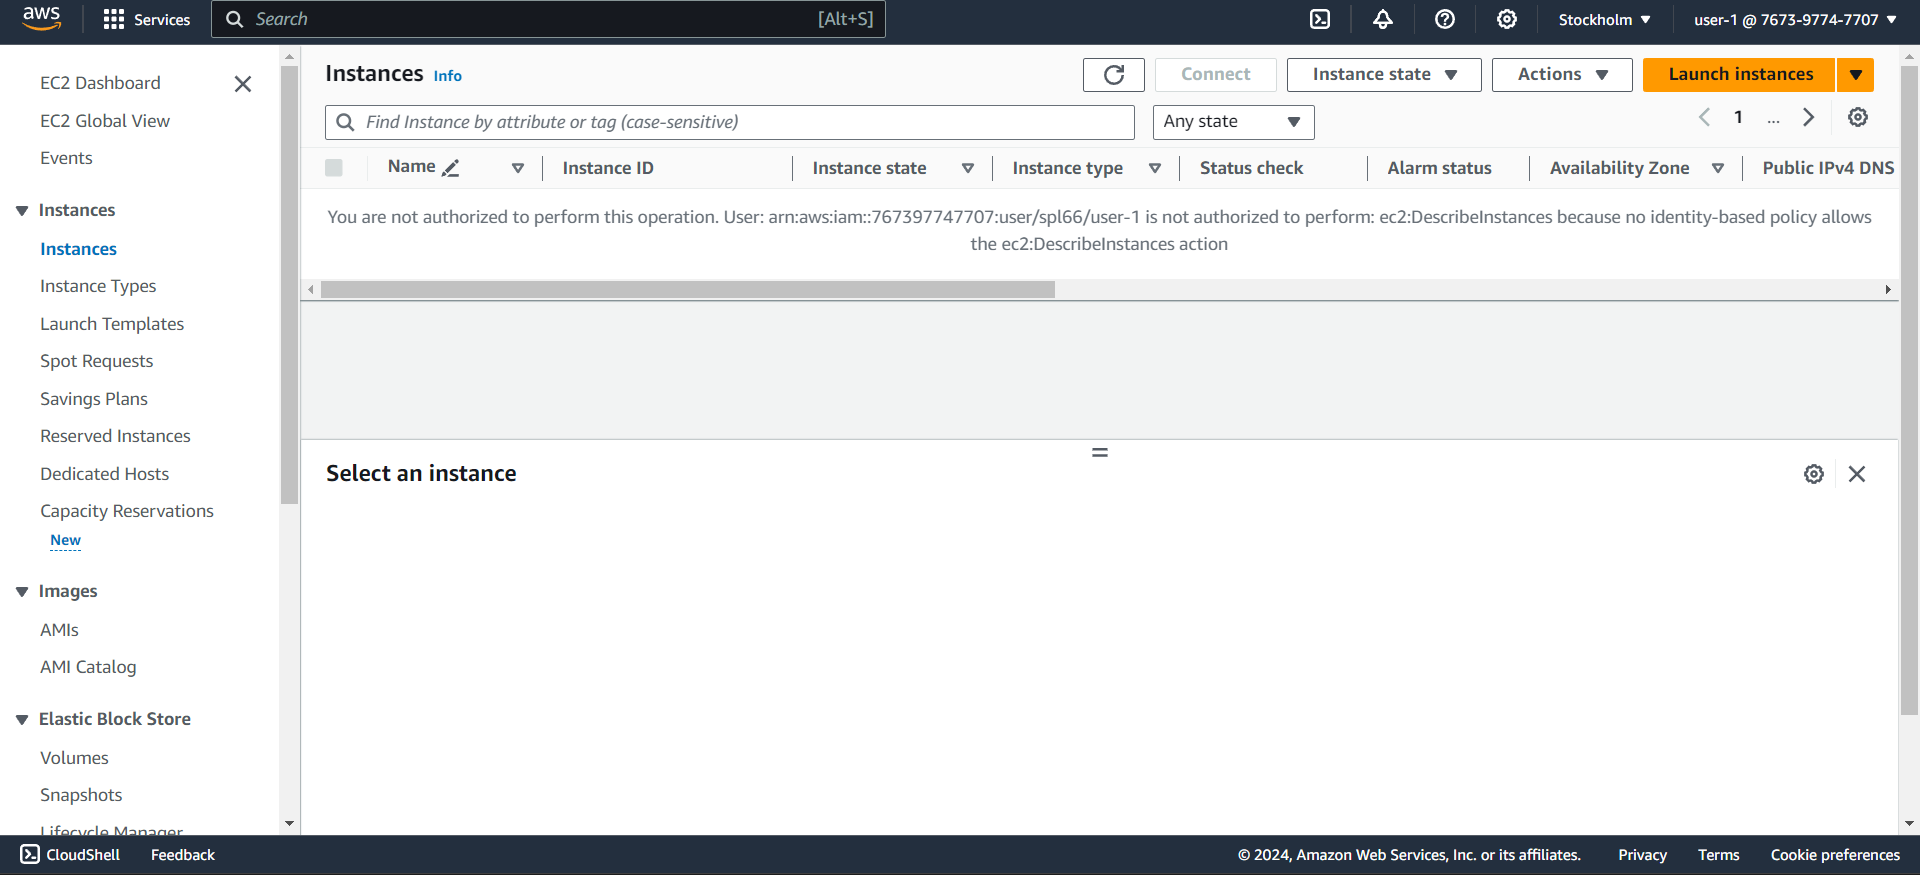 aws
Services
Search
[Alt+S]
Stockholm
user-1 @ 7673-9774-7707
EC2 Dashboard
EC2 Global View
Events
Instances
Instances
Instance Types
Launch Templates
Spot Requests
Savings Plans
Reserved Instances
Dedicated Hosts
Capacity Reservations
New
Images
AMIs
AMI Catalog
Elastic Block Store
Volumes
Snapshots
Lifecycle Manager
Instances Info
Connect
Instance state
Actions
Launch instances
Find Instance by attribute or tag (case-sensitive)
Any state
1 ...
Name
Instance ID
Instance state
Instance type
Status check
Alarm status
Availability Zone
Public IPv4 DNS
You are not authorized to perform this operation. User: arn:aws:iam::767397747707:user/spl66/user-1 is not authorized to perform: ec2:DescribeInstances because no identity-based policy allows
the ec2:DescribeInstances action
Select an instance
CloudShell
Feedback
© 2024, Amazon Web Services, Inc. or its affiliates.
Privacy
Terms
Cookie preferences